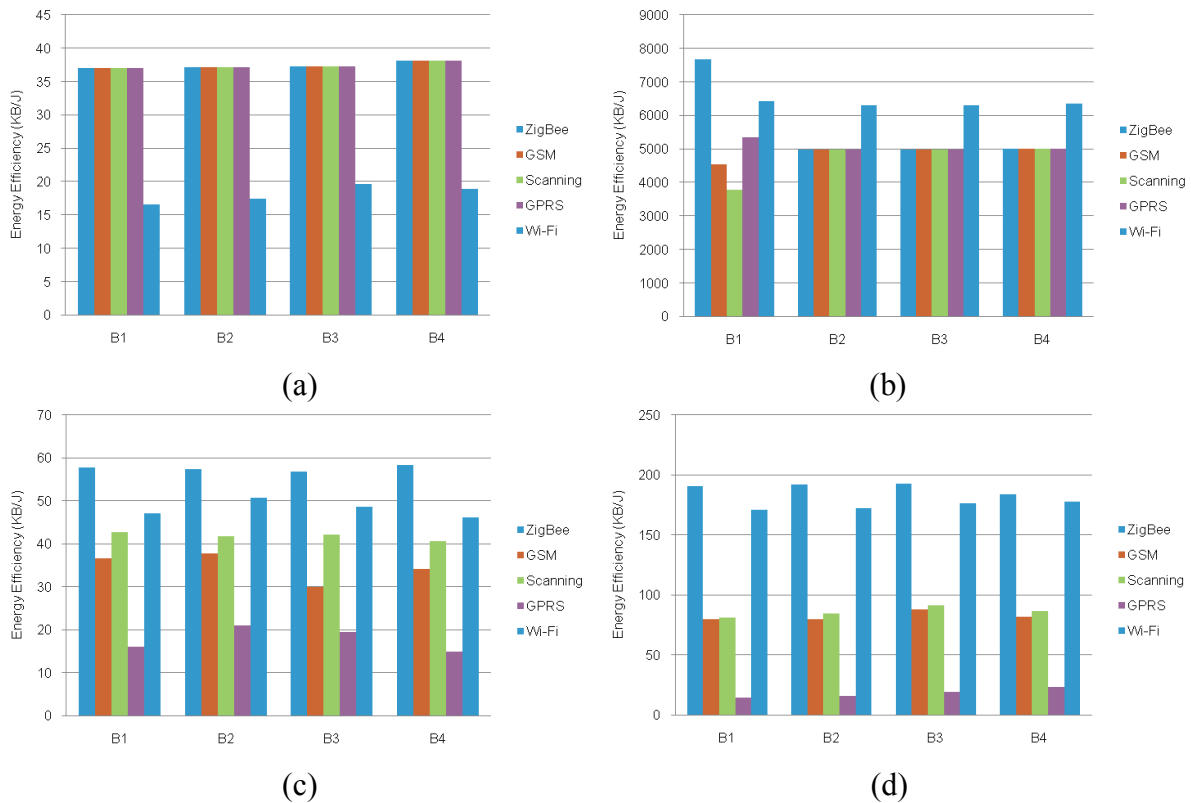 45
40
35
30
25
20
15
10
5
0
Energy Efficiency (KB/J)
B1 B2 B3 B4
ZigBee
GSM
Scanning
GPRS
Wi-Fi
(a)
9000
8000
7000
6000
5000
4000
3000
2000
1000
0
Energy Efficiency (KB/J)
B1 B2 B3 B4
ZigBee
GSM
Scanning
GPRS
Wi-Fi
(b)
70
60
50
40
30
20
10
0
Energy Efficiency (KB/J)
B1 B2 B3 B4
ZigBee
GSM
Scanning
GPRS
Wi-Fi
(c)
250
200
150
100
50
0
Energy Efficiency (KB/J)
B1 B2 B3 B4
ZigBee
GSM
Scanning
GPRS
Wi-Fi
(d)